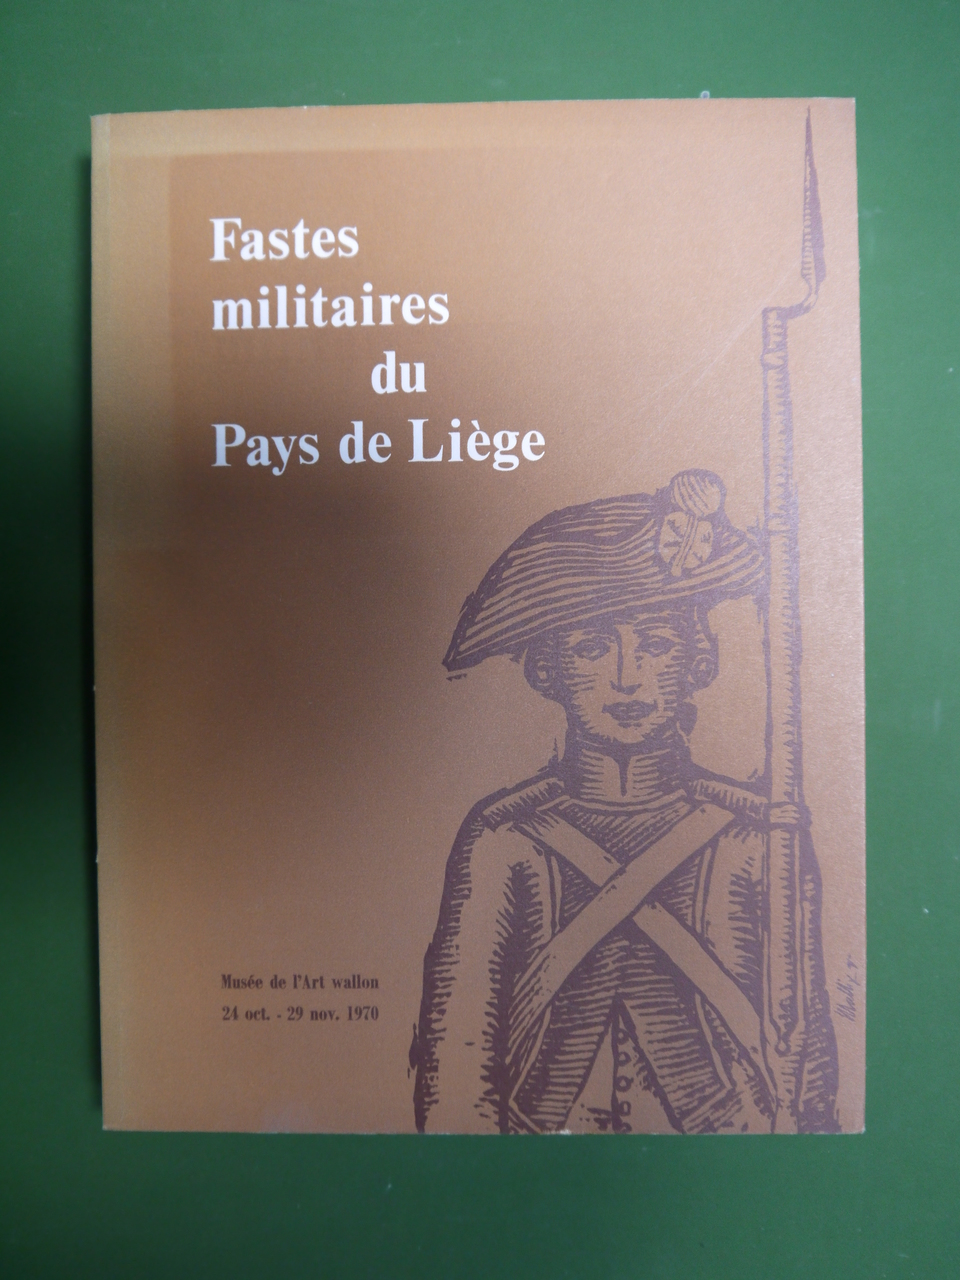 Fastes
militaires
du
Pays de Liège
Musée de l'Art wallon
24 oct. - 29 nov. 1970